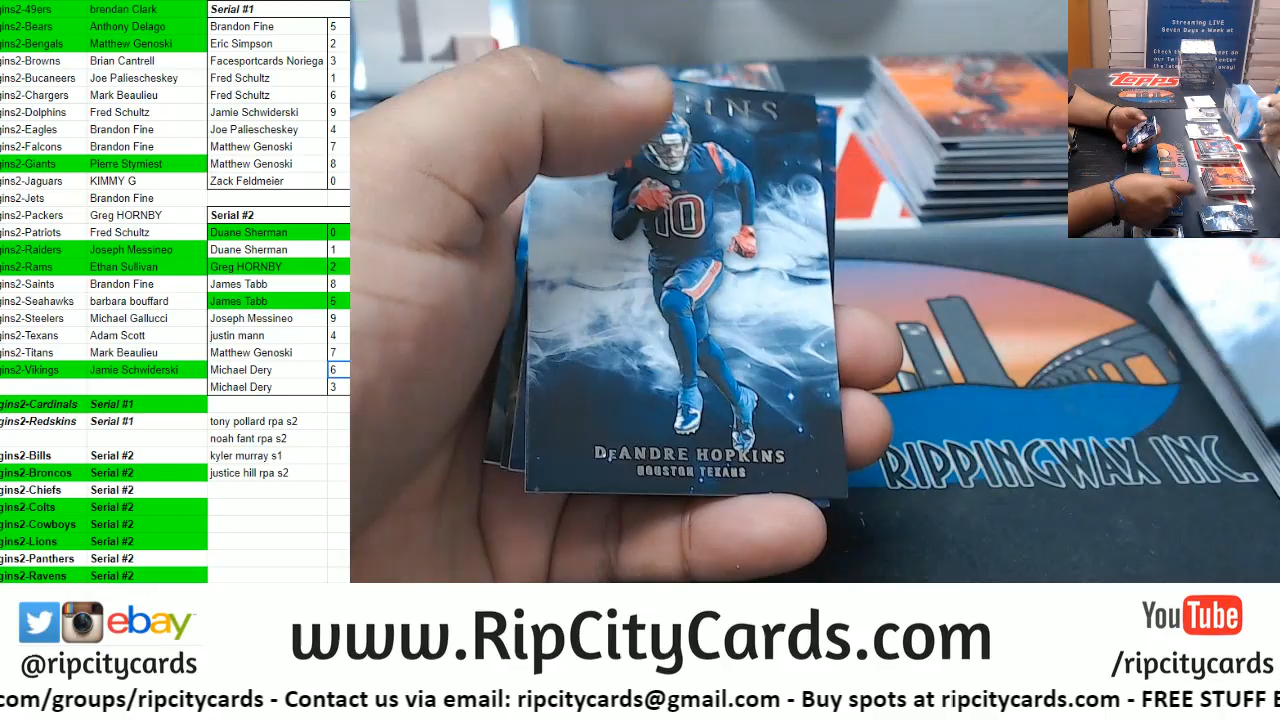 gins2-49ers brendan Clark Serial #1
gins2-Bears Anthony Delago Brandon Fine 5
gins2-Bengals Matthew Genoski Eric Simpson 2
gins2-Browns Brian Cantrell Facesportcards Noriega 3
gins2-Bucaneers Joe Paliescheskey Fred Schultz 1
gins2-Chargers Mark Beaulieu Fred Schultz 6
gins2-Dolphins Fred Schultz Jamie Schwiderski 9
gins2-Eagles Brandon Fine Joe Paliescheskey 4
gins2-Falcons Brandon Fine Matthew Genoski 7
gins2-Giants Pierre Stymiest Matthew Genoski 8
gins2-Jaguars KIMMY G Zack Feldmeier 0
gins2-Jets Brandon Fine
gins2-Packers Greg HORNBY Serial #2
gins2-Patriots Fred Schultz Duane Sherman 0
gins2-Raiders Joseph Messineo Duane Sherman 1
gins2-Rams Ethan Sullivan Greg HORNBY 2
gins2-Saints Brandon Fine James Tabb 8
gins2-Seahawks barbara bouffard James Tabb 5
gins2-Steelers Michael Gallucci Joseph Messineo 9
gins2-Texans Adam Scott justin mann 4
gins2-Titans Mark Beaulieu Matthew Genoski 7
gins2-Vikings Jamie Schwiderski Michael Dery 6
Michael Dery 3
gins2-Cardinals Serial #1
gins2-Redskins Serial #1 tony pollard rpa s2
noah fant rpa s2
gins2-Bills Serial #2 kyler murray s1
gins2-Broncos Serial #2 justice hill rpa s2
gins2-Chiefs Serial #2
gins2-Colts Serial #2
gins2-Cowboys Serial #2
gins2-Lions Serial #2
gins2-Panthers Serial #2
gins2-Ravens Serial #2
10
DEANDRE HOPKINS
HOUSTON TEXANS
RIPPINGWAX INC.
Streaming LIVE
Seven Days a Week at
Topps
ebay
@ripcitycards
www.RipCityCards.com
YouTube
/ripcitycards
com/groups/ripcitycards - Contact us via email: ripcitycards@gmail.com - Buy spots at ripcitycards.com - FREE STUFF E